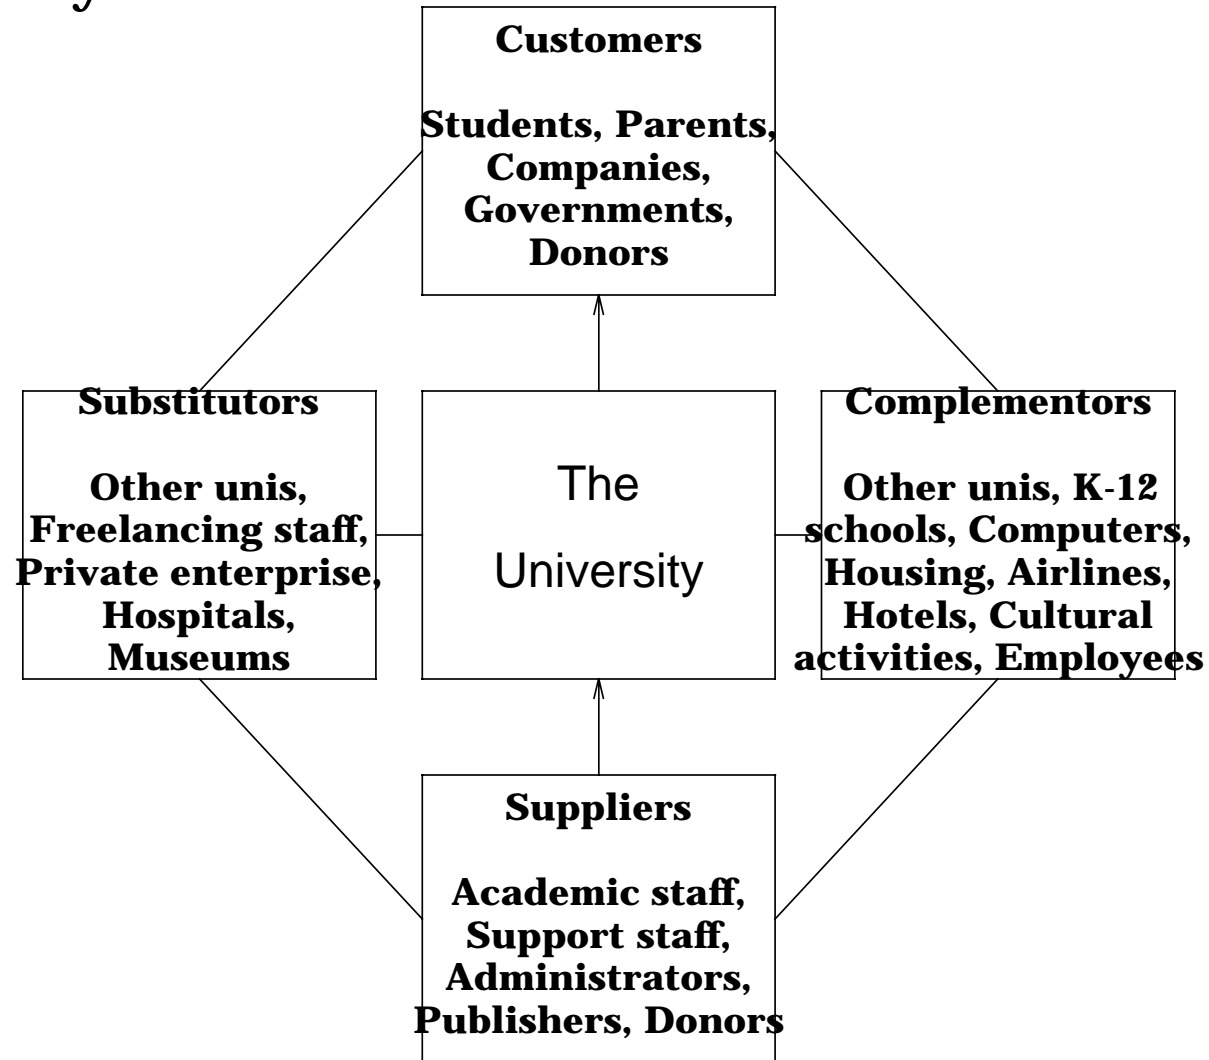 y
Customers
Students, Parents,
Companies,
Governments,
Donors
Substitutors
Other unis,
Freelancing staff,
Private enterprise,
Hospitals,
Museums
The
University
Complementors
Other unis, K-12
schools, Computers,
Housing, Airlines,
Hotels, Cultural
activities, Employees
Suppliers
Academic staff,
Support staff,
Administrators,
Publishers, Donors